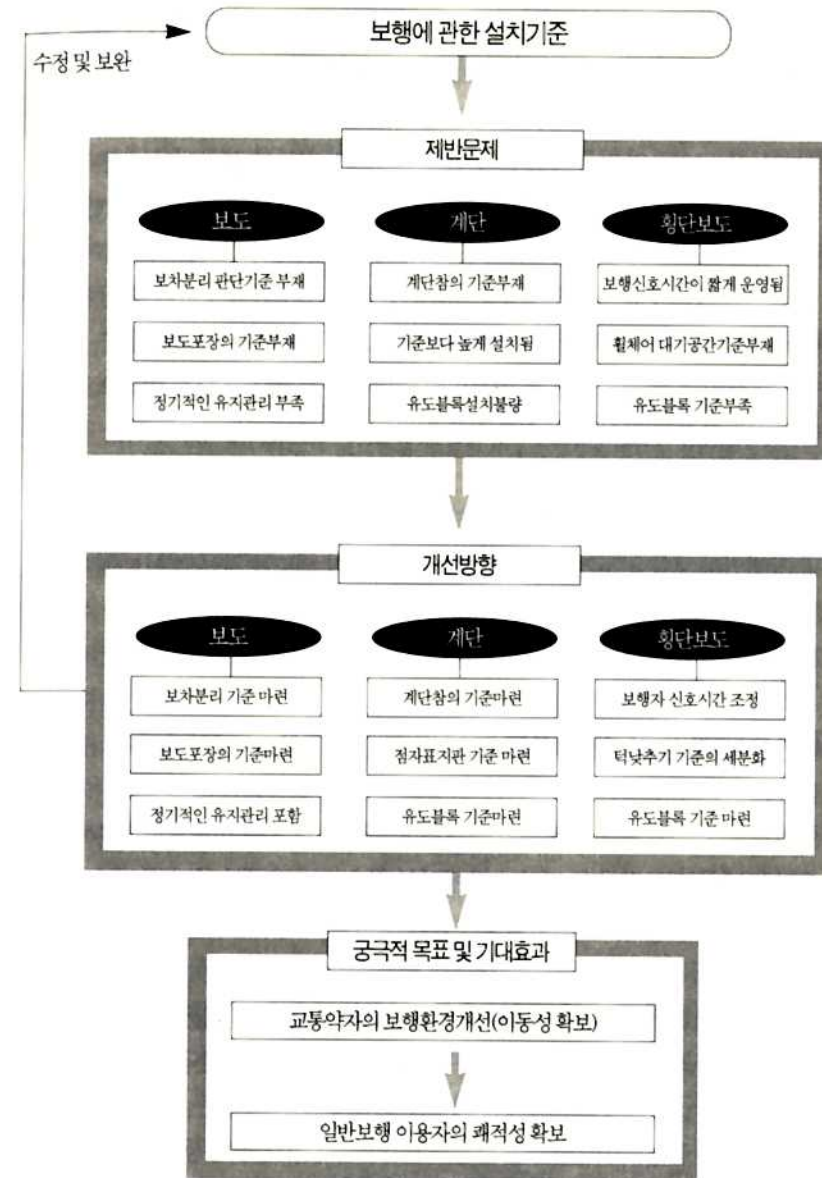 보행에 관한 설치기준
수정 및 보완
제반문제
보도
계단
횡단보도
보차분리 판단기준 부재
계단참의 기준부재
보행신호시간이 짧게 운영됨
보도포장의 기준부재
기준보다 높게 설치됨
휠체어 대기공간기준부재
정기적인 유지관리 부족
유도블록설치불량
유도블록 기준부족
개선방향
보도
계단
횡단보도
보차분리 기준 마련
계단참의 기준마련
보행자 신호시간 조정
보도포장의 기준마련
점자표지판 기준 마련
턱낮추기 기준의 세분화
정기적인 유지관리 포함
유도블록 기준마련
유도블록 기준 마련
궁극적 목표 및 기대효과
교통약자의 보행환경개선(이동성 확보)
일반보행 이용자의 쾌적성 확보